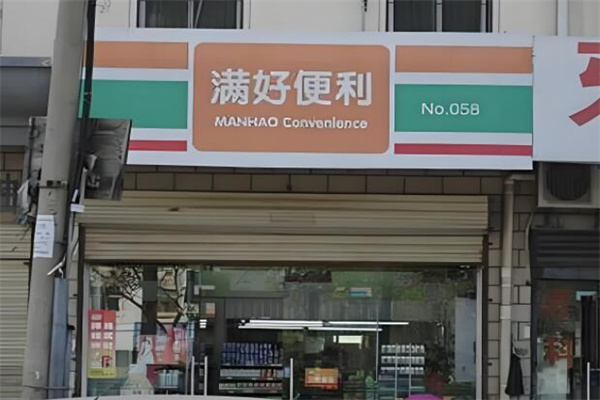 满好便利
MANHAO Convenience
No.058